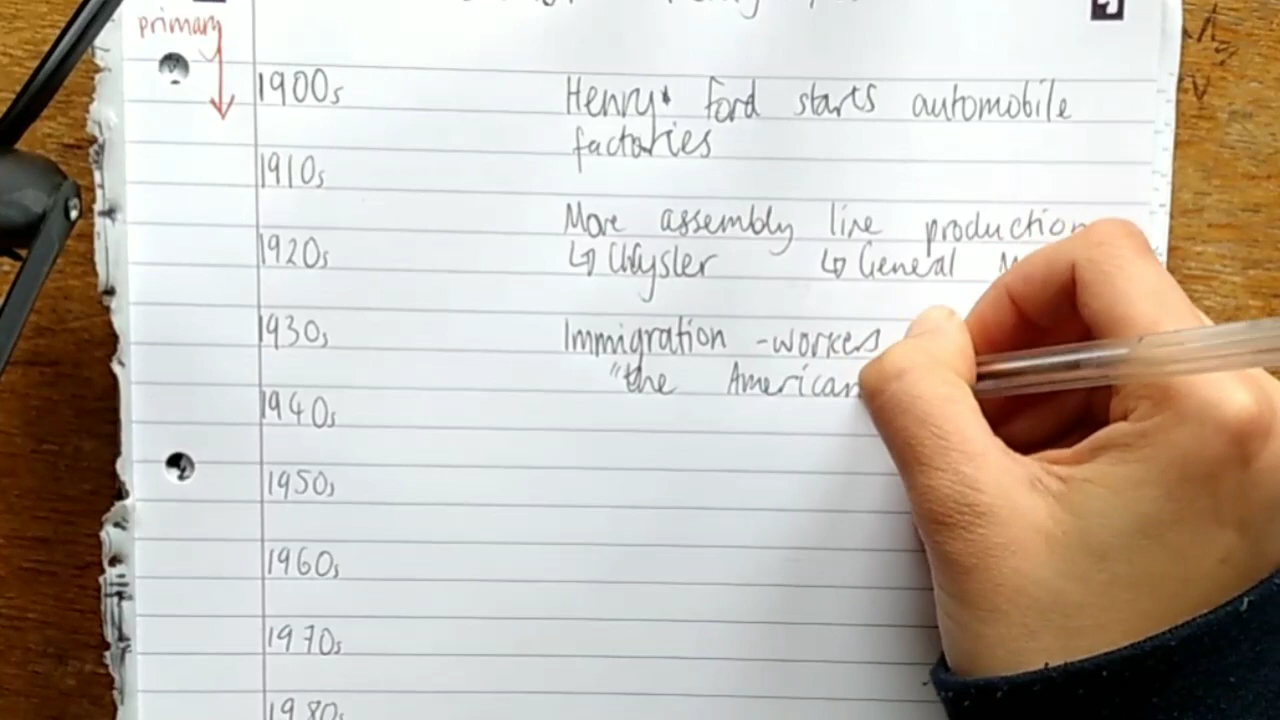 primary
1900s Henry Ford starts automobile
factories
1910s
More assembly line production
1920s ↳ Chrysler ↳ General
1930s Immigration - workers
"the American
1940s
1950s
1960s
1970s
1980s